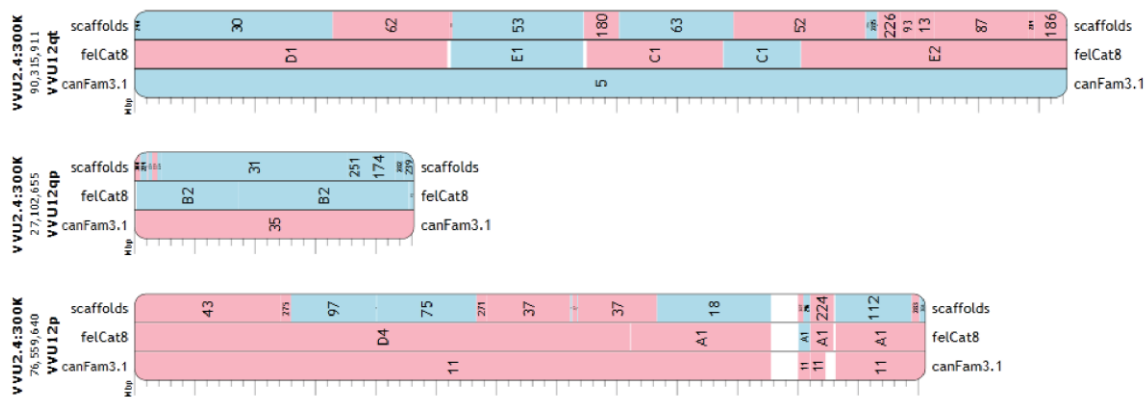 VVU2.4:300K
90,315,911
VVU12qt
scaffolds 30 62 53 180 63 52 226 93 13 87 186 scaffolds
felCat8 D1 E1 C1 C1 E2 felCat8
canFam3.1 5 canFam3.1
Mbp
VVU2.4:300K
27,102,655
VVU12qp
scaffolds 31 251 174 239 scaffolds
felCat8 B2 B2 felCat8
canFam3.1 35 canFam3.1
Mbp
VVU2.4:300K
76,559,640
VVU12p
scaffolds 43 275 97 75 271 37 37 18 224 112 scaffolds
felCat8 D4 A1 A1 A1 A1 felCat8
canFam3.1 11 11 11 11 canFam3.1
Mbp